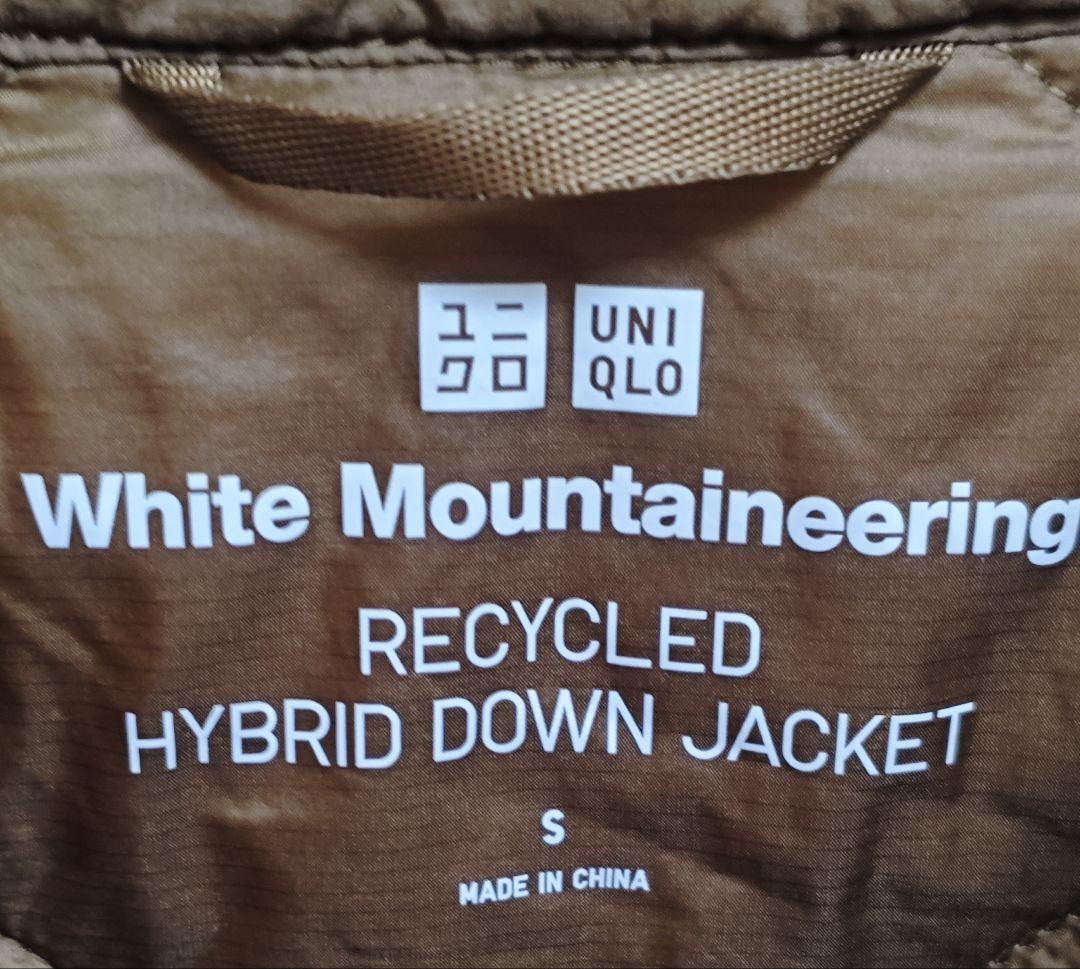 ユニ
クロ
UNI
QLO
White Mountaineering
RECYCLED
HYBRID DOWN JACKET
S
MADE IN CHINA